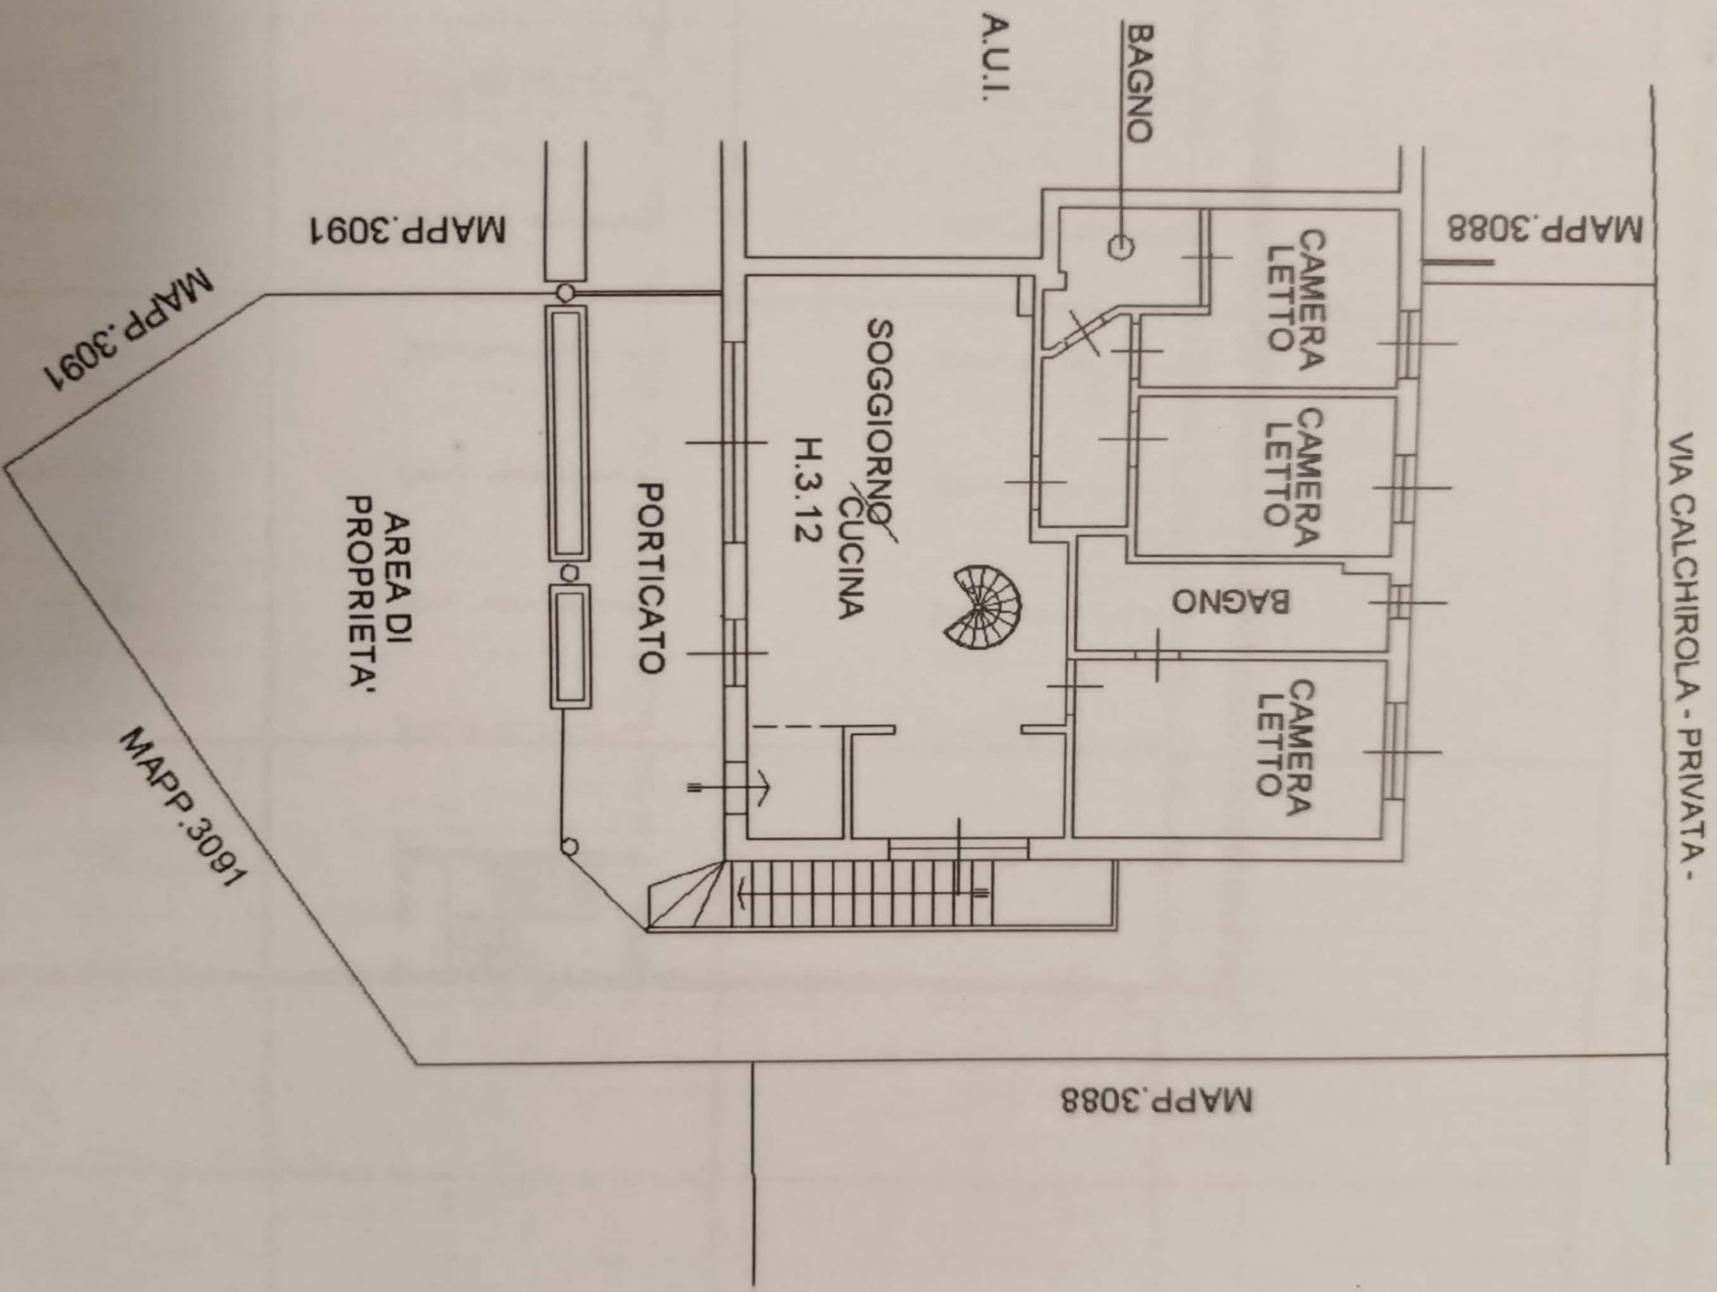 BAGNO
A.U.I.
MAPP.3091
MAPP.3088
MAPP.3091
CAMERA
LETTO
CAMERA
LETTO
SOGGIORNO
CUCINA
H.3.12
VIA CALCHIROLA - PRIVATA -
PORTICATO
AREA DI
PROPRIETA'
BAGNO
CAMERA
LETTO
MAPP.3091
MAPP.3088